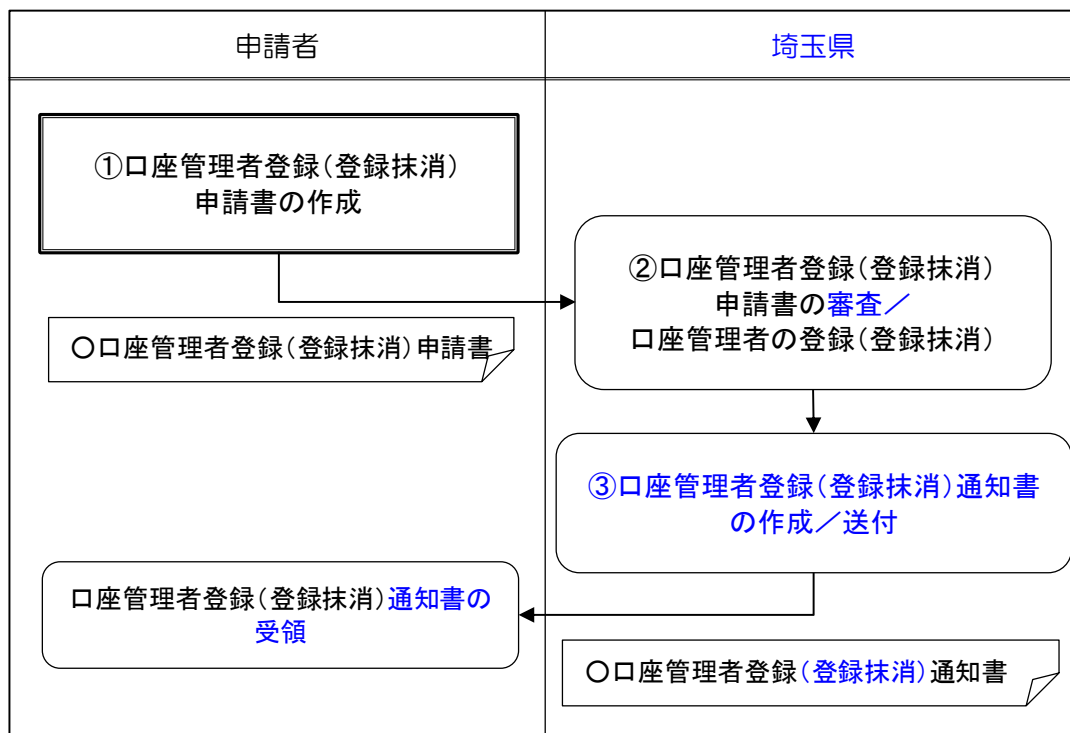 申請者
埼玉県
①口座管理者登録（登録抹消）
申請書の作成
②口座管理者登録（登録抹消）
申請書の審査／
口座管理者の登録（登録抹消）
〇口座管理者登録（登録抹消）申請書
③口座管理者登録（登録抹消）通知書
の作成／送付
口座管理者登録（登録抹消）通知書の
受領
〇口座管理者登録（登録抹消）通知書